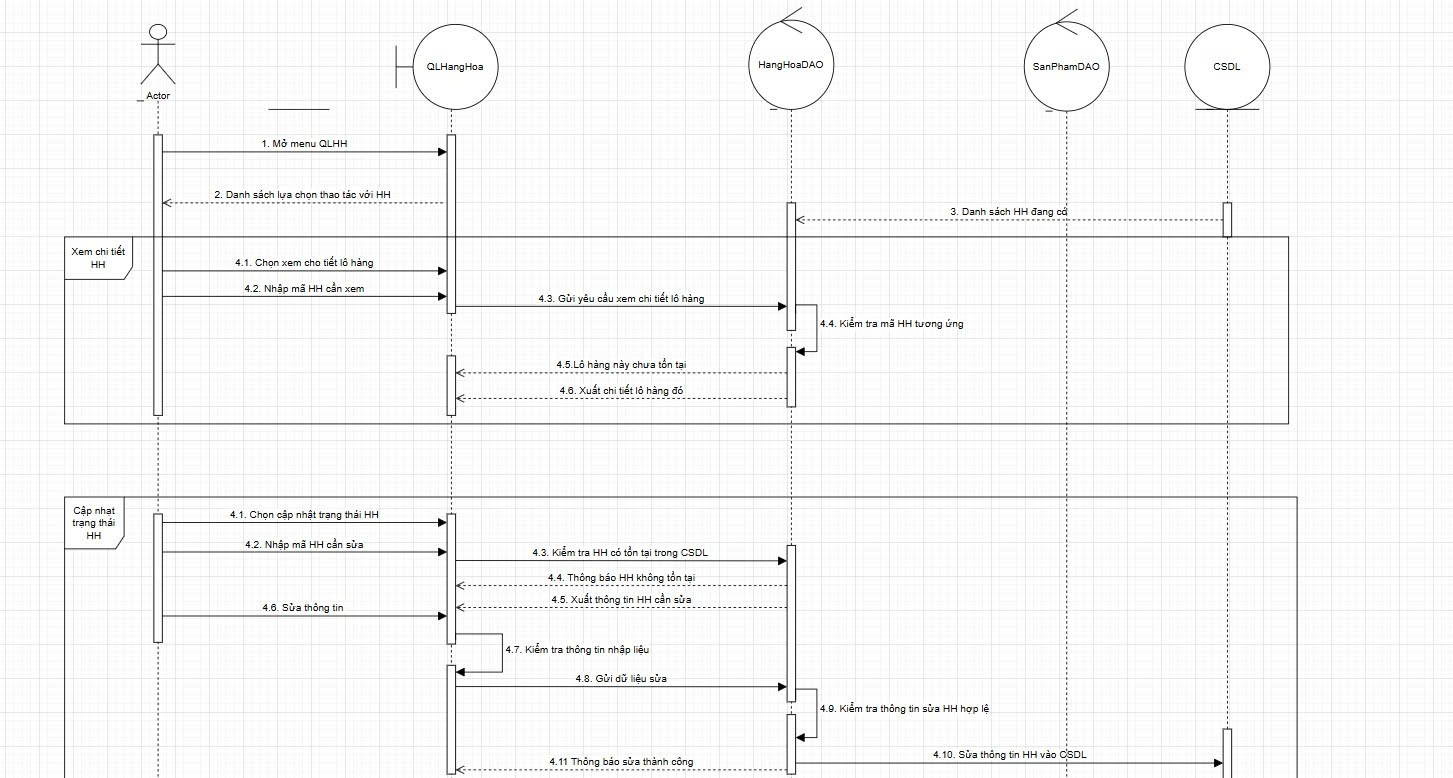 Actor
QLHangHoa
HangHoaDAO
SanPhamDAO
CSDL
1. Mở menu QLHH
2. Danh sách lựa chọn thao tác với HH
3. Danh sách HH đang có
Xem chi tiết
HH
4.1. Chọn xem cho tiết lô hàng
4.2. Nhập mã HH cần xem
4.3. Gửi yêu cầu xem chi tiết lô hàng
4.4. Kiểm tra mã HH tương ứng
4.5.Lô hàng này chưa tồn tại
4.6. Xuất chi tiết lô hàng đó
Cập nhạt
trạng thái
HH
4.1. Chọn cập nhật trạng thái HH
4.2. Nhập mã HH cần sửa
4.3. Kiểm tra HH có tồn tại trong CSDL
4.4. Thông báo HH không tồn tại
4.5. Xuất thông tin HH cần sửa
4.6. Sửa thông tin
4.7. Kiểm tra thông tin nhập liệu
4.8. Gửi dữ liệu sửa
4.9. Kiểm tra thông tin sửa HH hợp lệ
4.10. Sửa thông tin HH vào CSDL
4.11 Thông báo sửa thành công